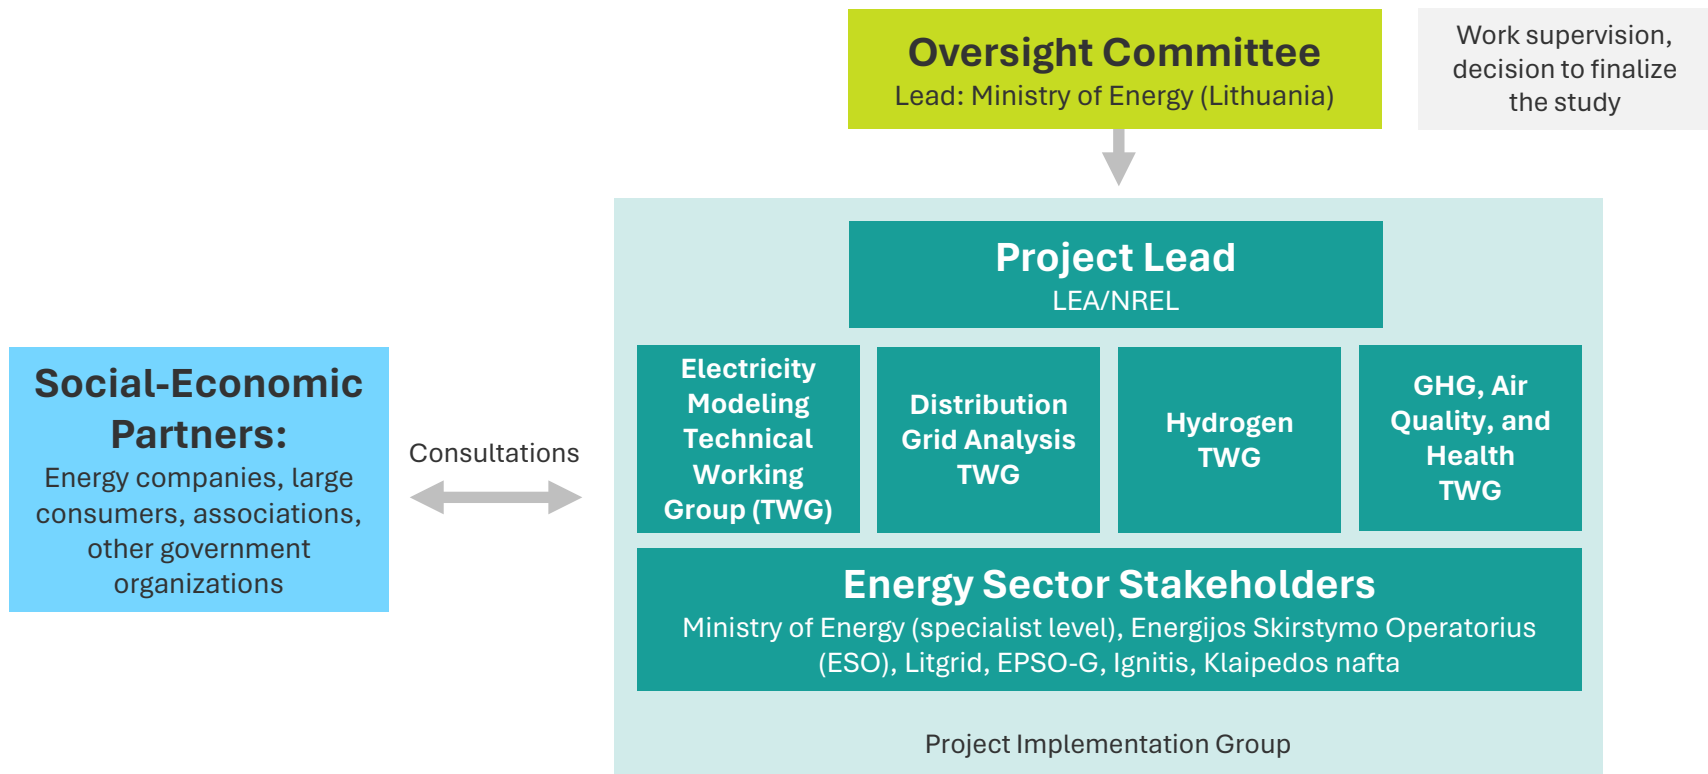 Oversight Committee
Lead: Ministry of Energy (Lithuania)
Work supervision,
decision to finalize
the study
Project Lead
LEA/NREL
Social-Economic
Partners:
Energy companies, large
consumers, associations,
other government
organizations
Consultations
Electricity
Modeling
Technical
Working
Group (TWG)
Distribution
Grid Analysis
TWG
Hydrogen
TWG
GHG, Air
Quality, and
Health
TWG
Energy Sector Stakeholders
Ministry of Energy (specialist level), Energijos Skirstymo Operatorius
(ESO), Litgrid, EPSO-G, Ignitis, Klaipedos nafta
Project Implementation Group